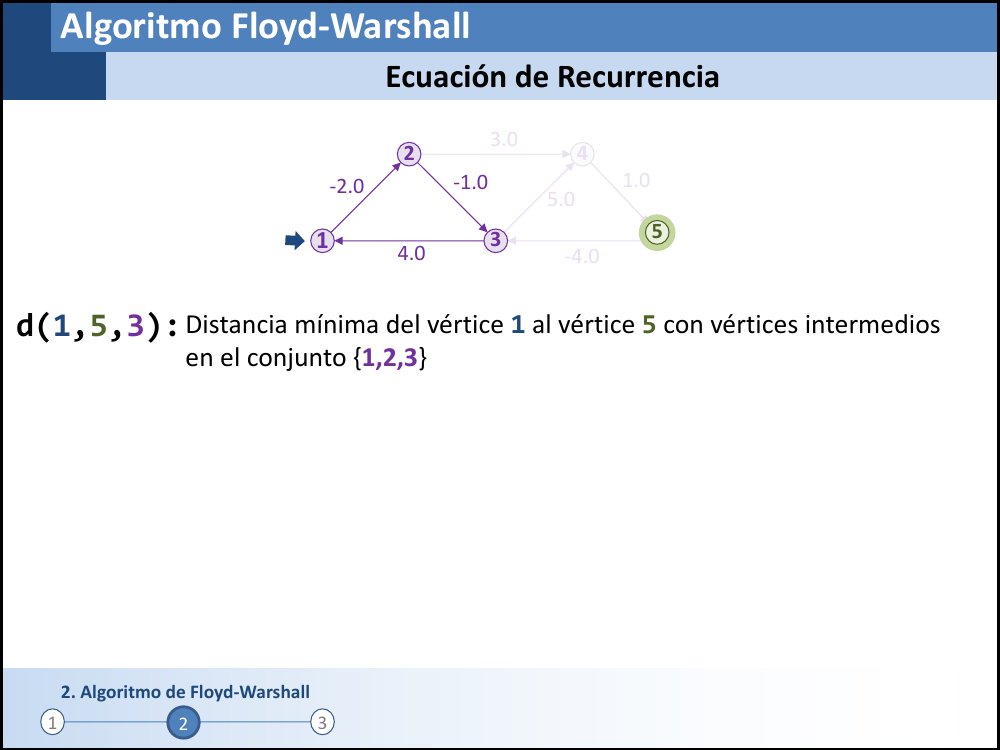 Algoritmo Floyd-Warshall
Ecuación de Recurrencia
3.0
2
4
-2.0
-1.0
1.0
5.0
5
1
3
4.0
-4.0
d(1,5,3): Distancia mínima del vértice 1 al vértice 5 con vértices intermedios
en el conjunto {1,2,3}
2. Algoritmo de Floyd-Warshall
1 2 3